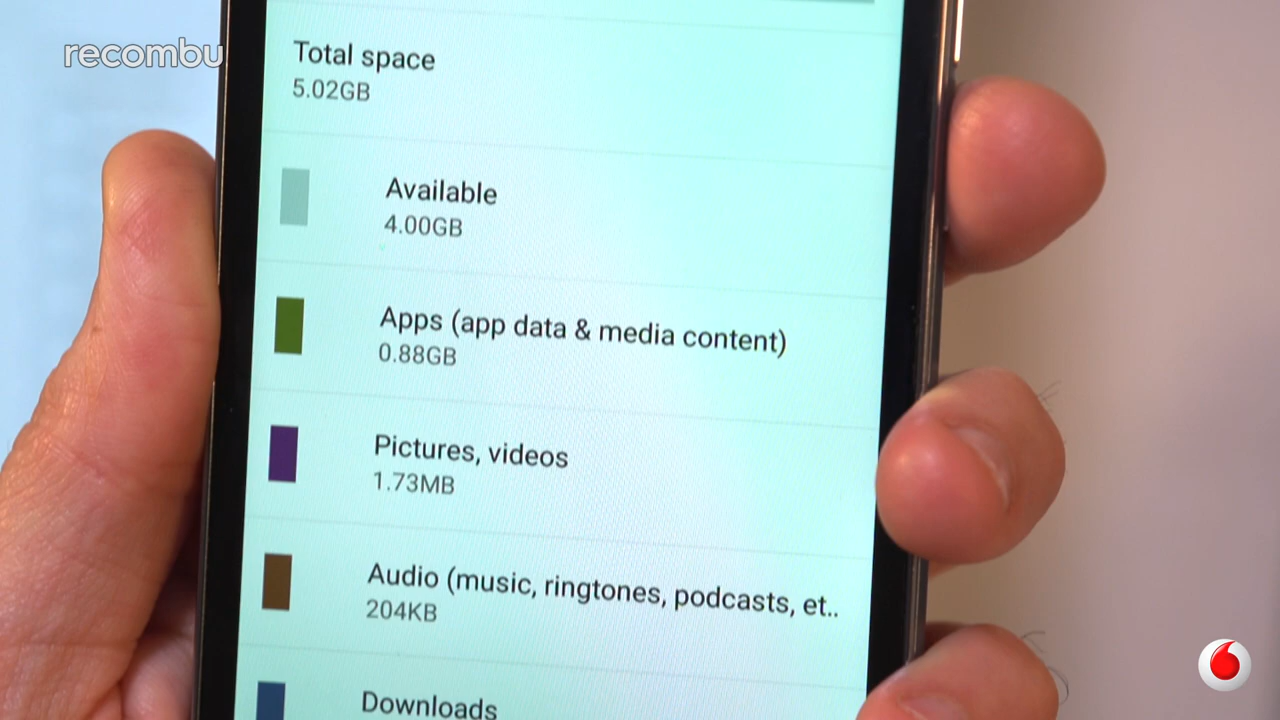 recombu
Total space
5.02GB
Available
4.00GB
Apps (app data & media content)
0.88GB
Pictures, videos
1.73MB
Audio (music, ringtones, podcasts, et..
204KB
Downloads